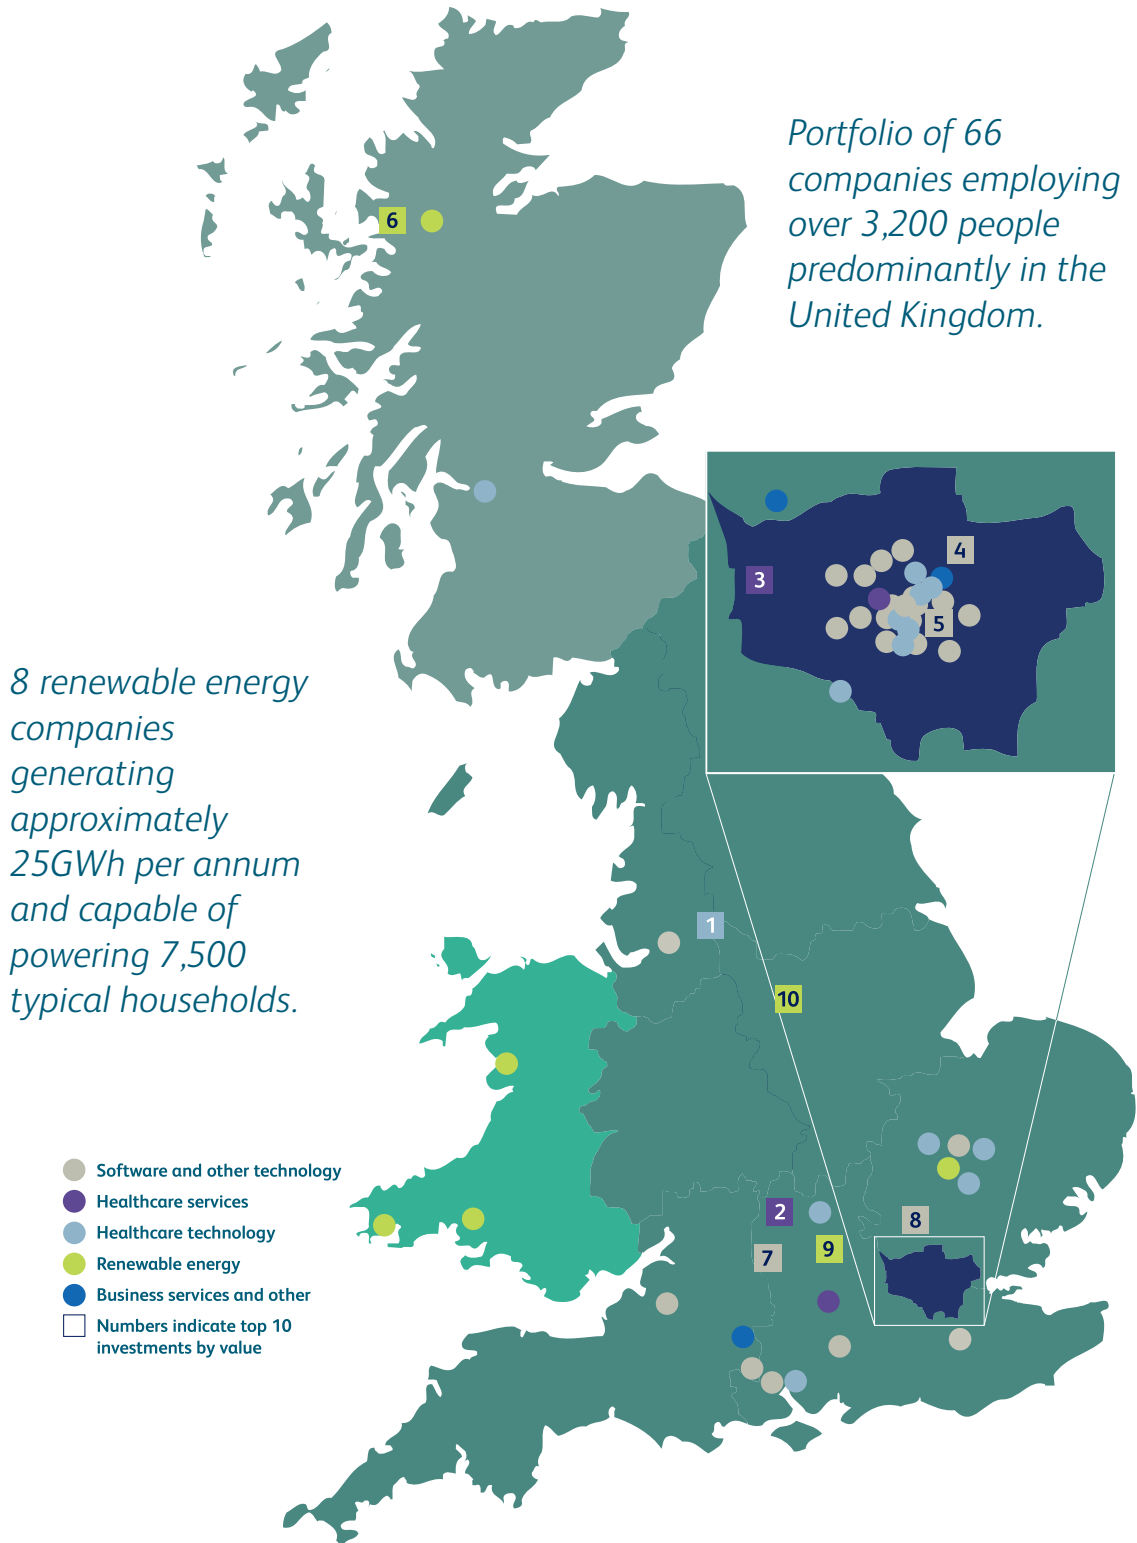 Portfolio of 66
companies employing
over 3,200 people
predominantly in the
United Kingdom.
6
4
3
5
8 renewable energy
companies
generating
approximately
25GWh per annum
and capable of
powering 7,500
typical households.
1
10
Software and other technology
Healthcare services
Healthcare technology
Renewable energy
Business services and other
Numbers indicate top 10
investments by value
2
8
7
9